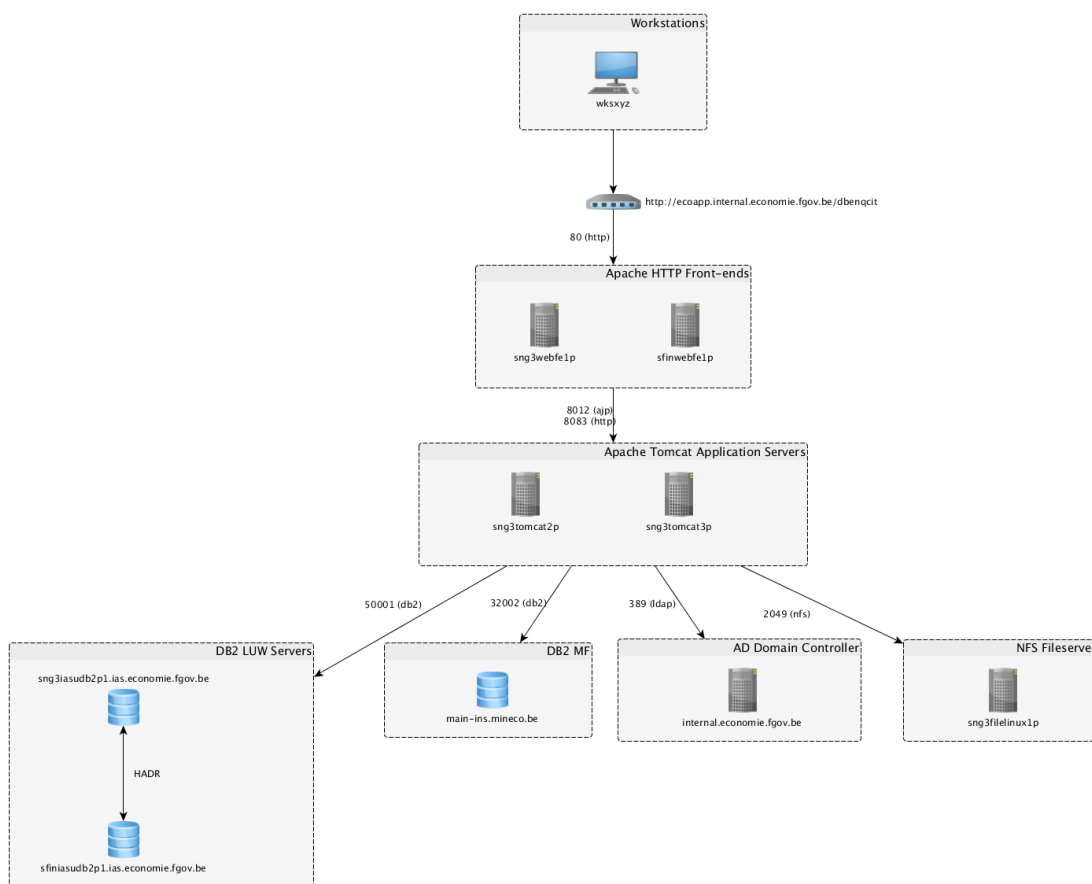 Workstations
wksxyz
http://ecoapp.internal.economie.fgov.be/dbenqcit
80 (http)
Apache HTTP Front-ends
sng3webfe1p
sfinwebfe1p
8012 (ajp)
8083 (http)
Apache Tomcat Application Servers
sng3tomcat2p
sng3tomcat3p
50001 (db2)
32002 (db2)
389 (ldap)
2049 (nfs)
DB2 LUW Servers
sng3iasudb2p1.ias.economie.fgov.be
HADR
sfiniasudb2p1.ias.economie.fgov.be
DB2 MF
main-ins.mineco.be
AD Domain Controller
internal.economie.fgov.be
NFS Fileserve
sng3filelinux1p